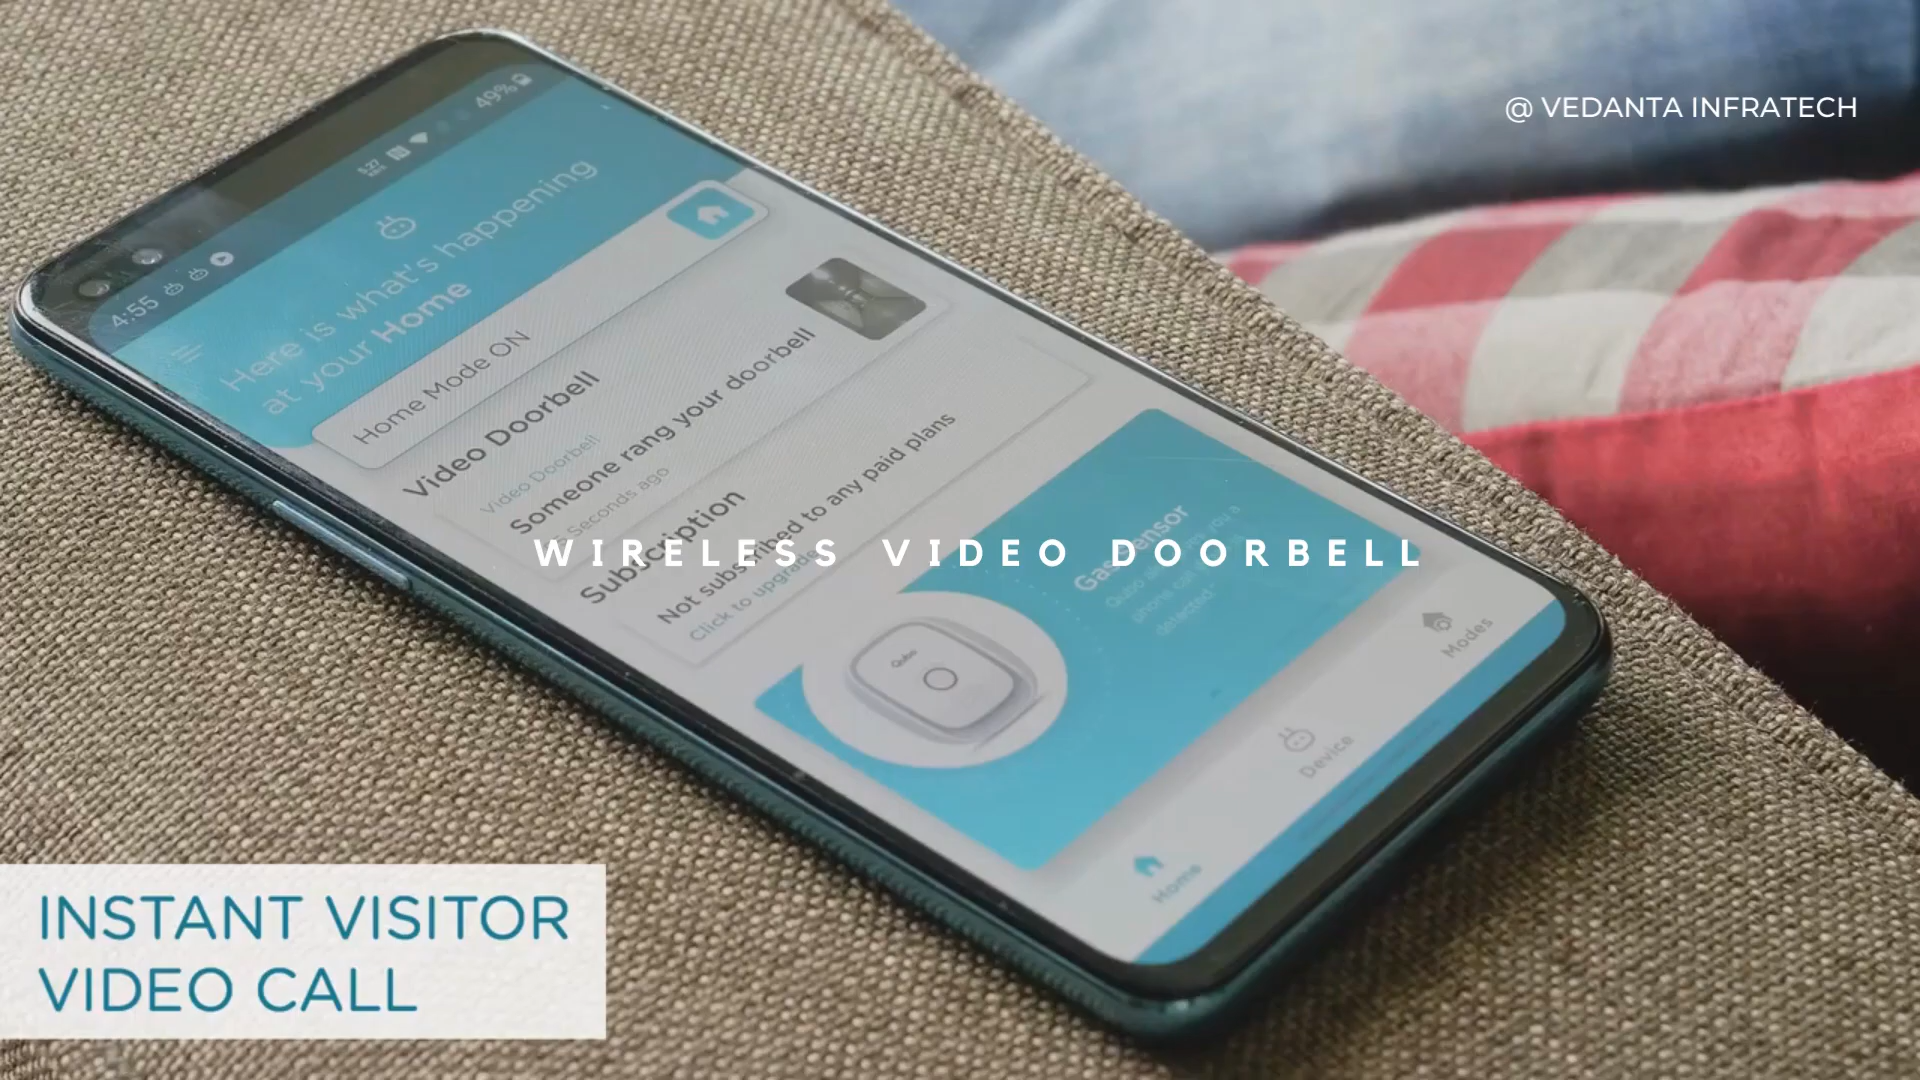 @ VEDANTA INFRATECH
49%
4:55
Here is what's happening
at your Home
Home Mode ON
Video Doorbell
Video Doorbell
Someone rang your doorbell
Seconds ago
Subscription
Not subscribed to any paid plans
Click to upgrade
WIRELESS VIDEO DOORBELL
Gas Sensor
Qubo
detected.
Qubo
Home
Device
Modes
INSTANT VISITOR
VIDEO CALL